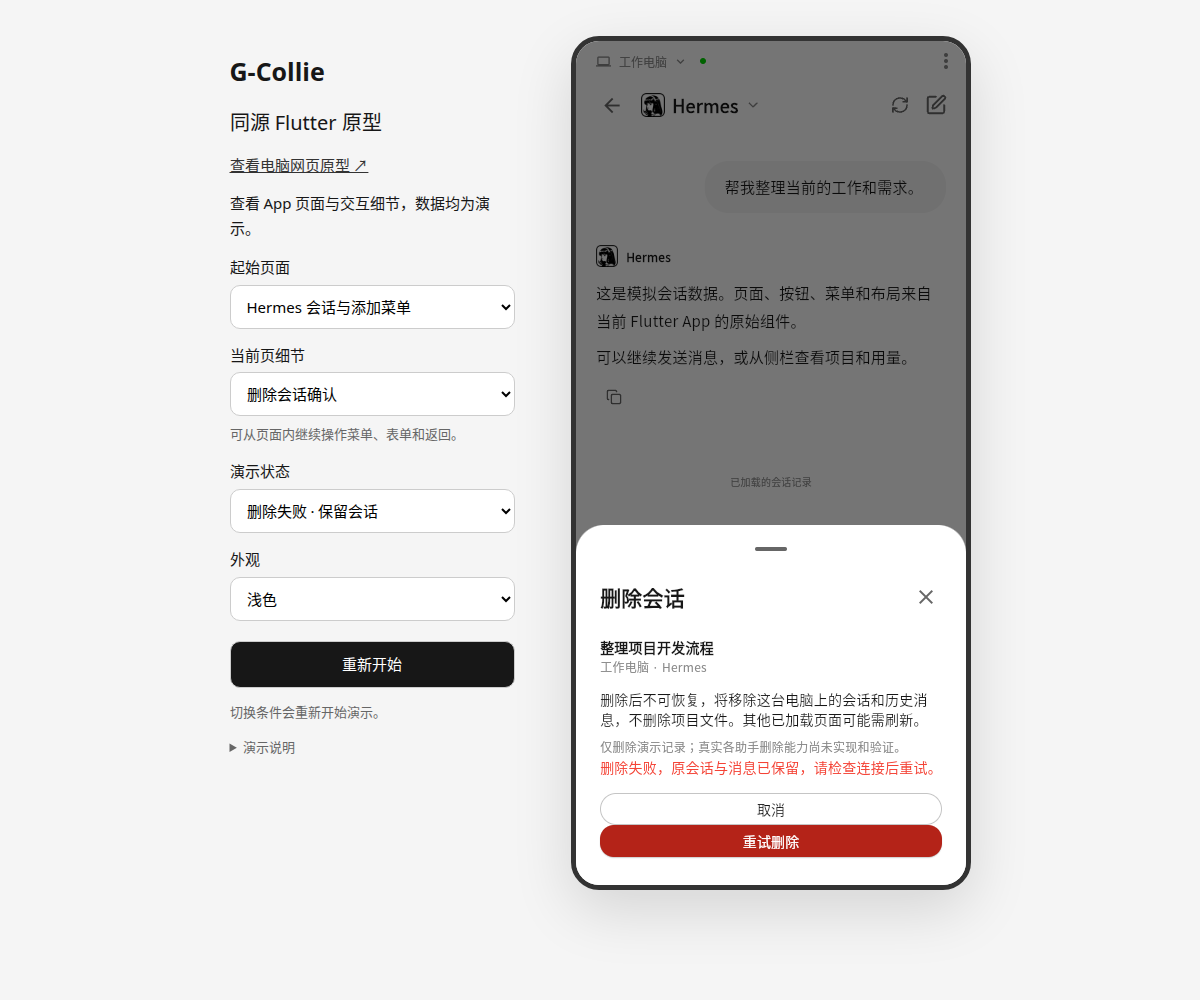 G-Collie
同源 Flutter 原型
查看电脑网页原型 ↗
查看 App 页面与交互细节，数据均为演
示。
起始页面
Hermes 会话与添加菜单
当前页细节
删除会话确认
可从页面内继续操作菜单、表单和返回。
演示状态
删除失败 · 保留会话
外观
浅色
重新开始
切换条件会重新开始演示。
演示说明
工作电脑
Hermes
帮我整理当前的工作和需求。
Hermes
这是模拟会话数据。页面、按钮、菜单和布局来自
当前 Flutter App 的原始组件。
可以继续发送消息，或从侧栏查看项目和用量。
已加载的会话记录
删除会话
整理项目开发流程
工作电脑 · Hermes
删除后不可恢复，将移除这台电脑上的会话和历史消
息，不删除项目文件。其他已加载页面可能需刷新。
仅删除演示记录；真实各助手删除能力尚未实现和验证。
删除失败，原会话与消息已保留，请检查连接后重试。
取消
重试删除